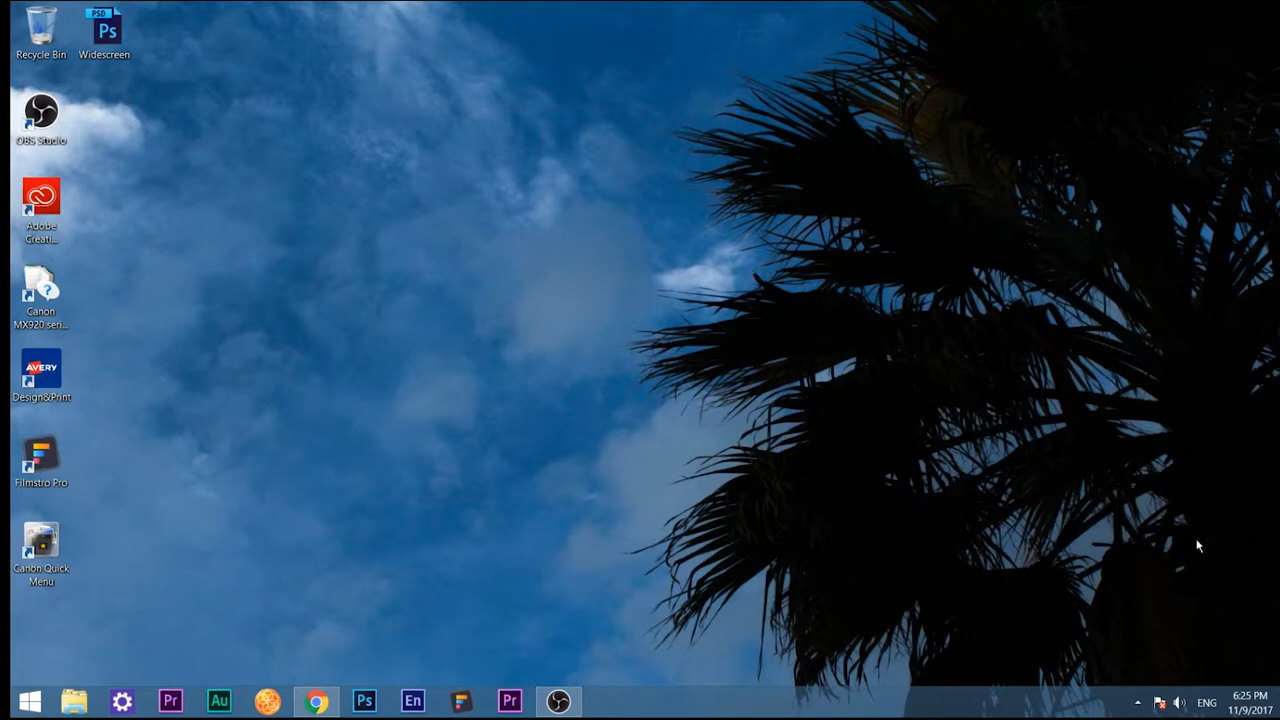 PSD
Ps
Recycle Bin
Widescreen
OBS Studio
Adobe
Creati...
Canon
MX920 seri...
AVERY
Design&Print
Filmstro Pro
Canon Quick
Menu
Pr
Au
Ps
En
Pr
ENG
6:25 PM
11/9/2017